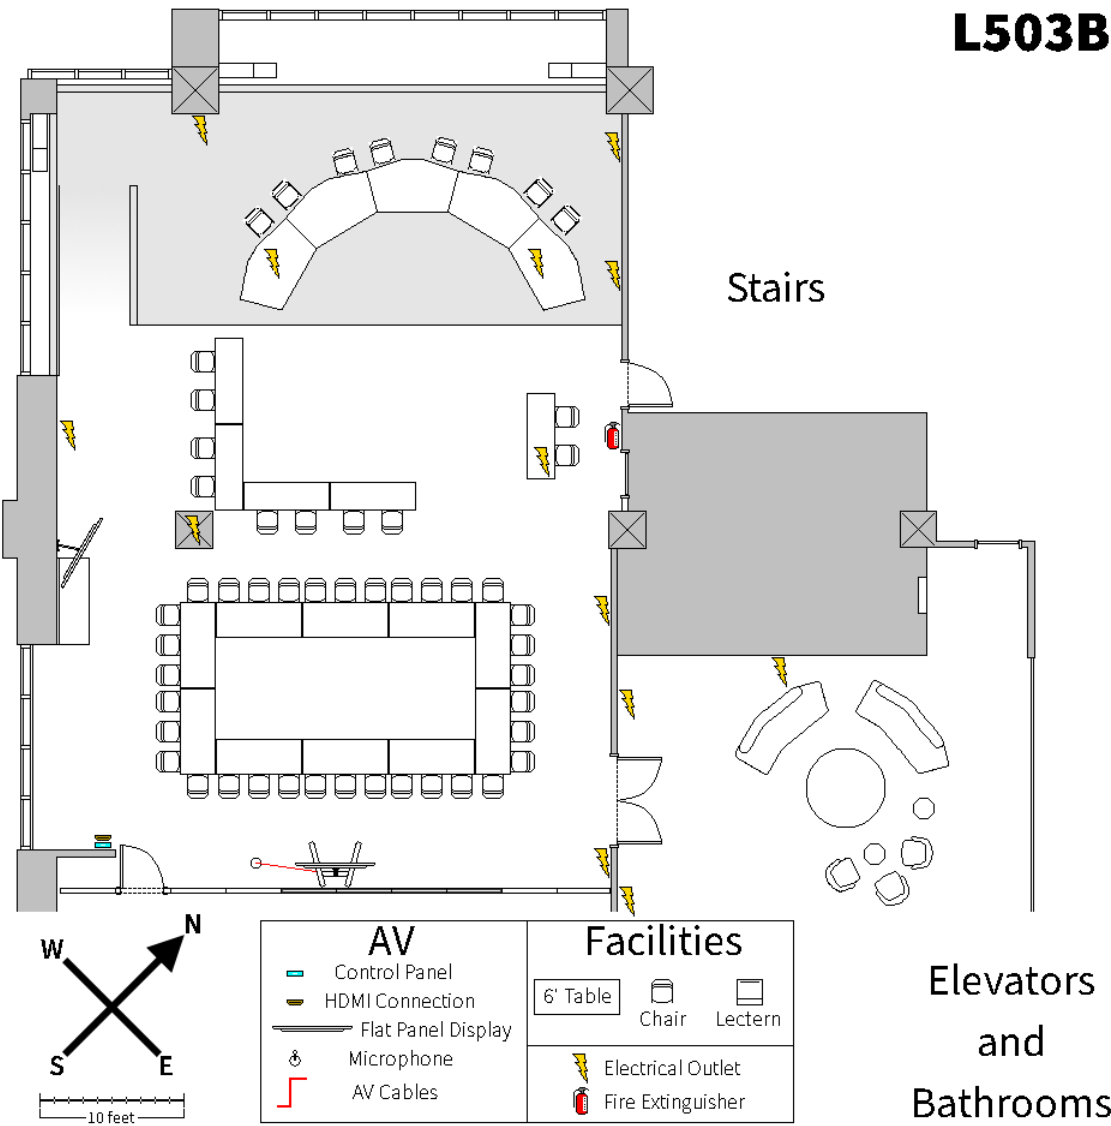 L503B
Stairs
N
W
S
E
10 feet
AV
Control Panel
HDMI Connection
Flat Panel Display
Microphone
AV Cables
Facilities
6' Table
Chair
Lectern
Electrical Outlet
Fire Extinguisher
Elevators
and
Bathrooms